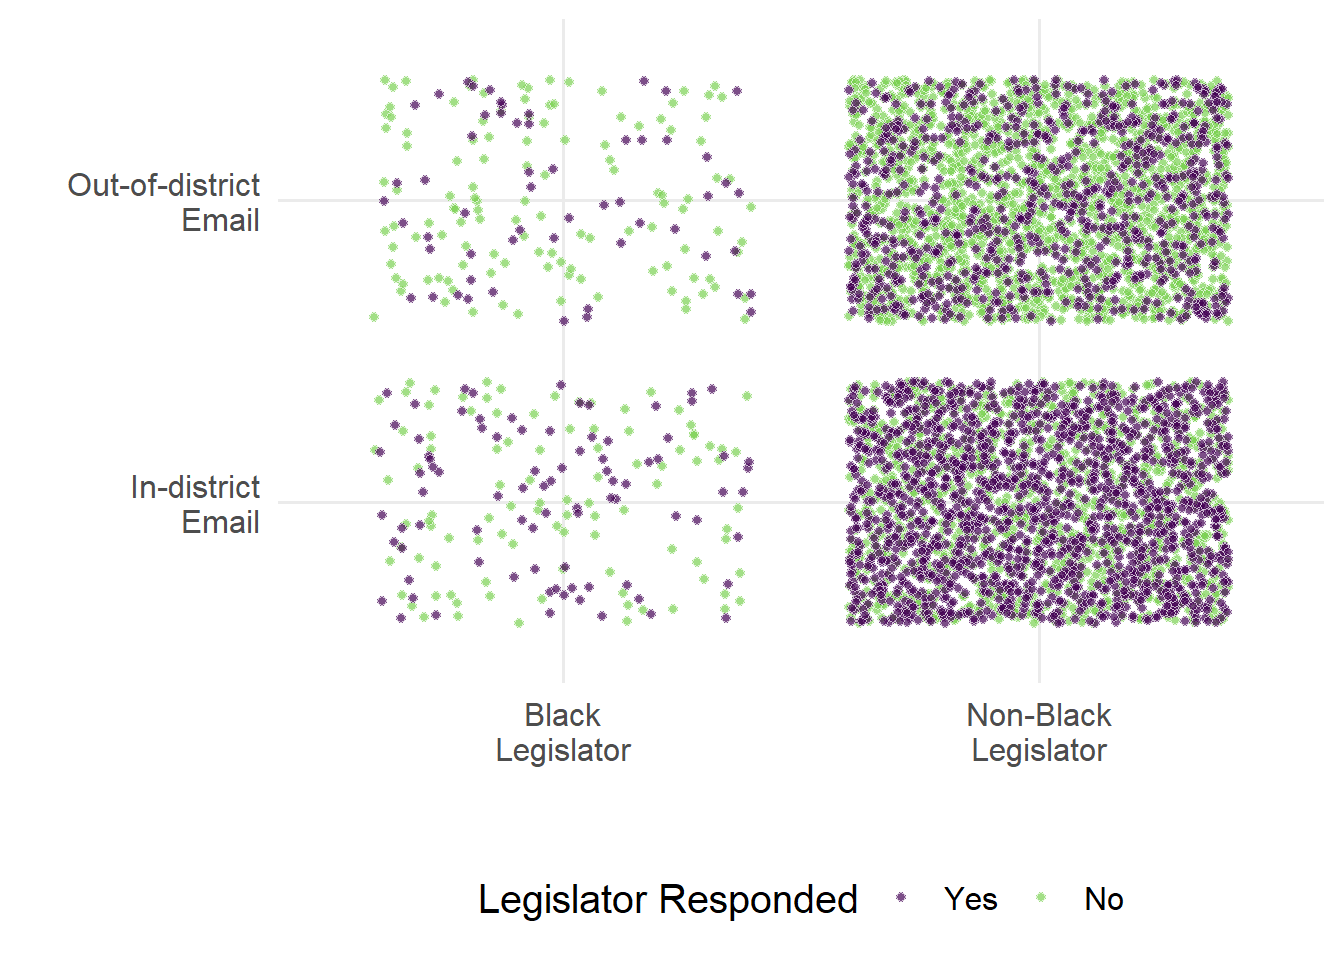 Out-of-district
Email
In-district
Email
Black
Legislator
Non-Black
Legislator
Legislator Responded
Yes
No